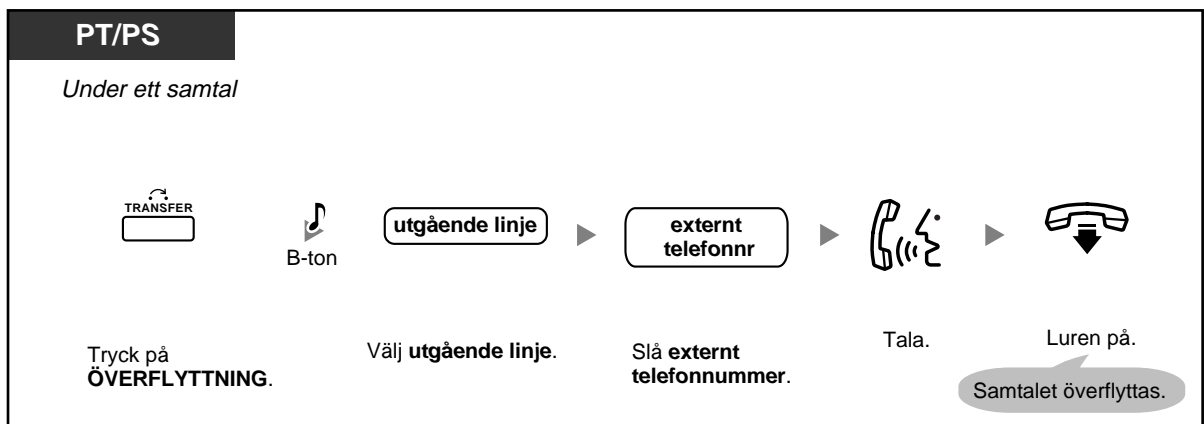 PT/PS
Under ett samtal
TRANSFER
B-ton
utgående linje
externt
telefonnr
Tryck på
ÖVERFLYTTNING.
Välj utgående linje.
Slå externt
telefonnummer.
Tala.
Luren på.
Samtalet överflyttas.